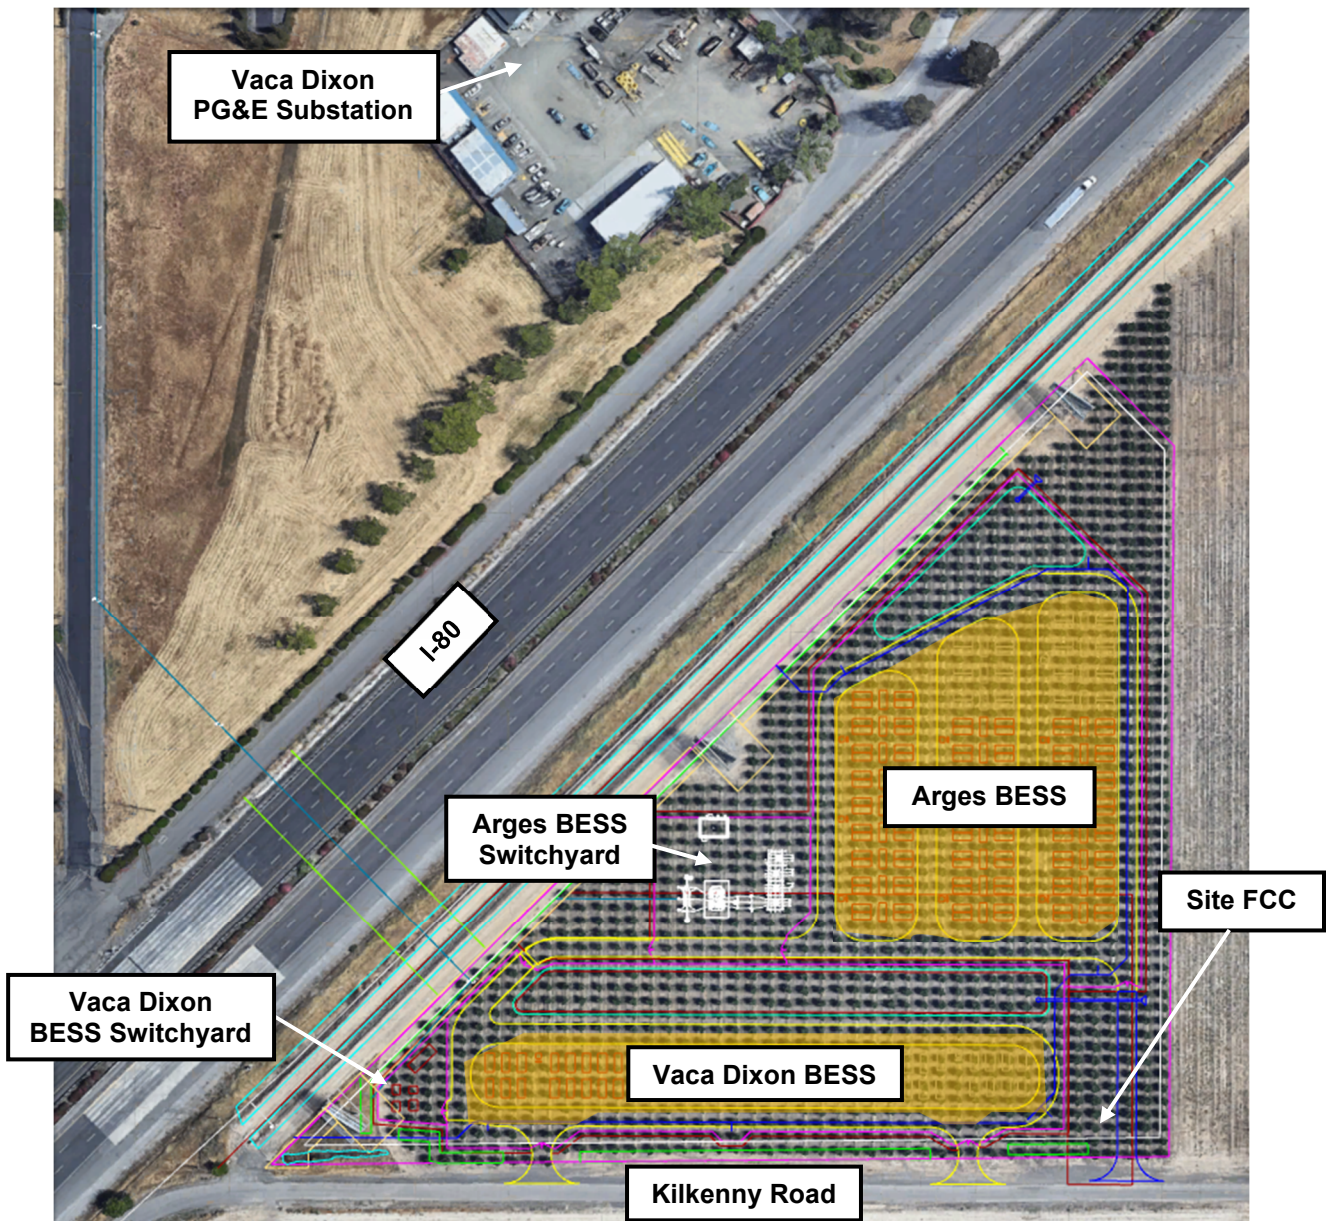 Vaca Dixon
PG&E Substation
I-80
Arges BESS
Arges BESS
Switchyard
Site FCC
Vaca Dixon
BESS Switchyard
Vaca Dixon BESS
Kilkenny Road